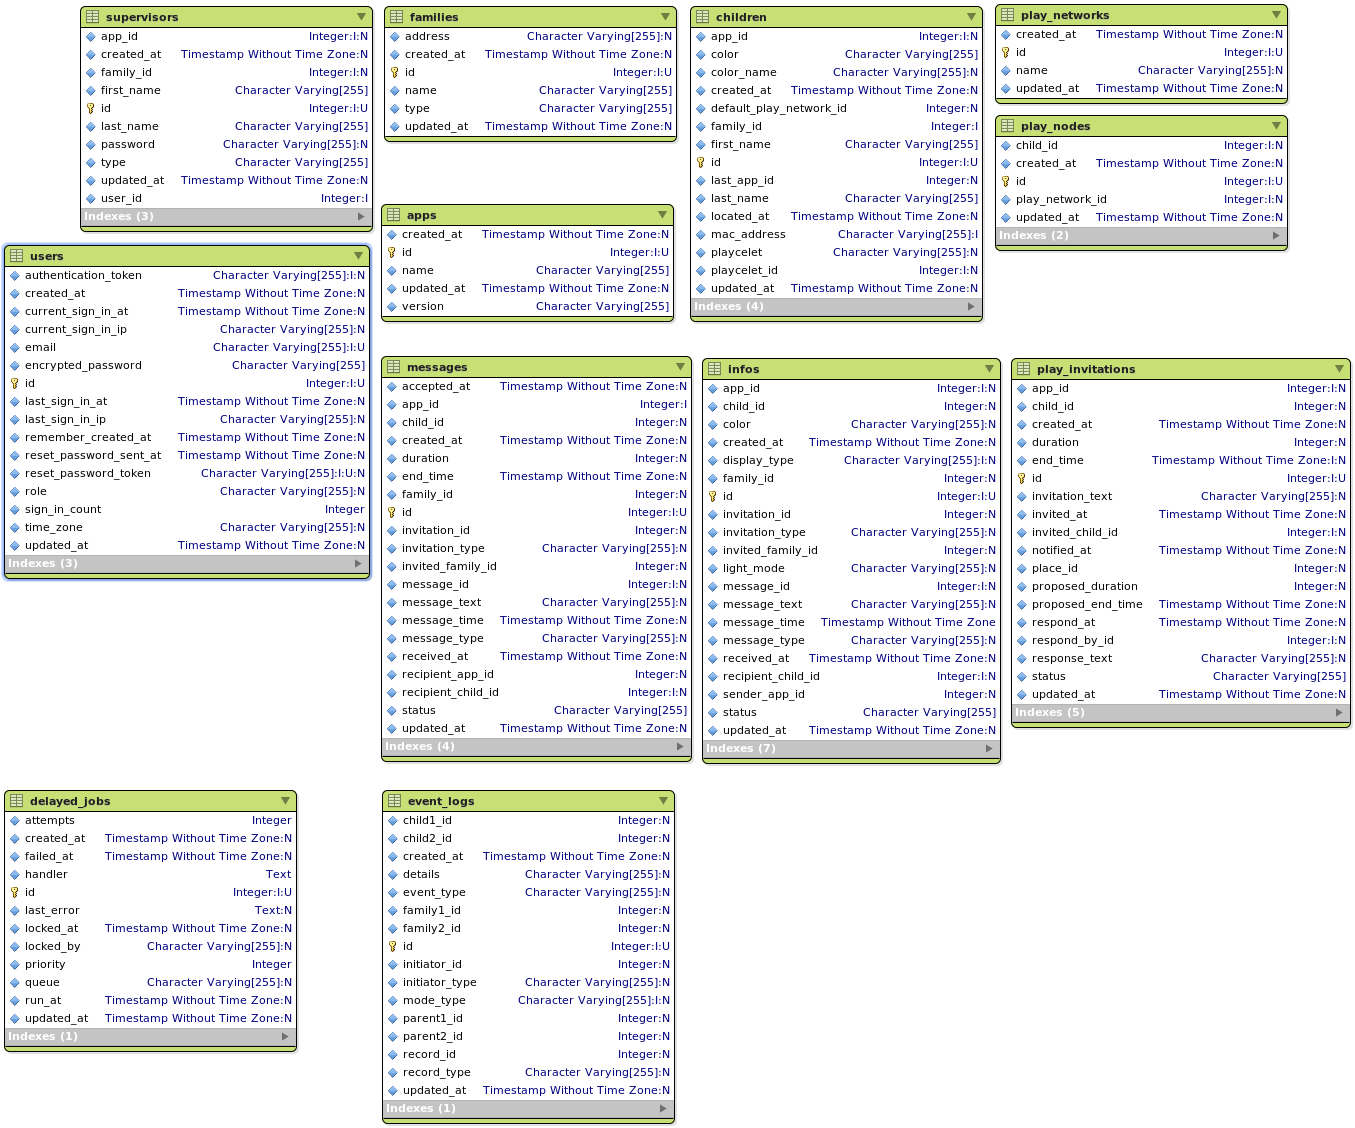 supervisors
app_id Integer:I:N
created_at Timestamp Without Time Zone:N
family_id Integer:I:N
first_name Character Varying[255]
id Integer:I:U
last_name Character Varying[255]
password Character Varying[255]:N
type Character Varying[255]
updated_at Timestamp Without Time Zone:N
user_id Integer:I
Indexes (3)
families
address Character Varying[255]:N
created_at Timestamp Without Time Zone:N
id Integer:I:U
name Character Varying[255]
type Character Varying[255]
updated_at Timestamp Without Time Zone:N
children
app_id Integer:I:N
color Character Varying[255]
color_name Character Varying[255]:N
created_at Timestamp Without Time Zone:N
default_play_network_id Integer:N
family_id Integer:I
first_name Character Varying[255]
id Integer:I:U
last_app_id Integer:N
last_name Character Varying[255]
located_at Timestamp Without Time Zone:N
mac_address Character Varying[255]:I
playcelet Character Varying[255]:N
playcelet_id Integer:I:N
updated_at Timestamp Without Time Zone:N
Indexes (4)
play_networks
created_at Timestamp Without Time Zone:N
id Integer:I:U
name Character Varying[255]:N
updated_at Timestamp Without Time Zone:N
play_nodes
child_id Integer:I:N
created_at Timestamp Without Time Zone:N
id Integer:I:U
play_network_id Integer:I:N
updated_at Timestamp Without Time Zone:N
Indexes (2)
apps
created_at Timestamp Without Time Zone:N
id Integer:I:U
name Character Varying[255]
updated_at Timestamp Without Time Zone:N
version Character Varying[255]
users
authentication_token Character Varying[255]:I:N
created_at Timestamp Without Time Zone:N
current_sign_in_at Timestamp Without Time Zone:N
current_sign_in_ip Character Varying[255]:N
email Character Varying[255]:I:U
encrypted_password Character Varying[255]
id Integer:I:U
last_sign_in_at Timestamp Without Time Zone:N
last_sign_in_ip Character Varying[255]:N
remember_created_at Timestamp Without Time Zone:N
reset_password_sent_at Timestamp Without Time Zone:N
reset_password_token Character Varying[255]:I:U:N
role Character Varying[255]:N
sign_in_count Integer
time_zone Character Varying[255]:N
updated_at Timestamp Without Time Zone:N
Indexes (3)
messages
accepted_at Timestamp Without Time Zone:N
app_id Integer:I
child_id Integer:N
created_at Timestamp Without Time Zone:N
duration Integer:N
end_time Timestamp Without Time Zone:N
family_id Integer:N
id Integer:I:U
invitation_id Integer:N
invitation_type Character Varying[255]:N
invited_family_id Integer:N
message_id Integer:I:N
message_text Character Varying[255]:N
message_time Timestamp Without Time Zone:N
message_type Character Varying[255]:N
received_at Timestamp Without Time Zone:N
recipient_app_id Integer:N
recipient_child_id Integer:I:N
status Character Varying[255]
updated_at Timestamp Without Time Zone:N
Indexes (4)
infos
app_id Integer:I:N
child_id Integer:N
color Character Varying[255]:N
created_at Timestamp Without Time Zone:N
display_type Character Varying[255]:I:N
family_id Integer:N
id Integer:I:U
invitation_id Integer:N
invitation_type Character Varying[255]:N
invited_family_id Integer:N
light_mode Character Varying[255]:N
message_id Integer:I:N
message_text Character Varying[255]:N
message_time Timestamp Without Time Zone
message_type Character Varying[255]:N
received_at Timestamp Without Time Zone:N
recipient_child_id Integer:I:N
sender_app_id Integer:N
status Character Varying[255]
updated_at Timestamp Without Time Zone:N
Indexes (7)
play_invitations
app_id Integer:I:N
child_id Integer:N
created_at Timestamp Without Time Zone:N
duration Integer:N
end_time Timestamp Without Time Zone:I:N
id Integer:I:U
invitation_text Character Varying[255]:N
invited_at Timestamp Without Time Zone:N
invited_child_id Integer:I:N
notified_at Timestamp Without Time Zone:N
place_id Integer:N
proposed_duration Integer:N
proposed_end_time Timestamp Without Time Zone:N
respond_at Timestamp Without Time Zone:N
respond_by_id Integer:I:N
response_text Character Varying[255]:N
status Character Varying[255]
updated_at Timestamp Without Time Zone:N
Indexes (5)
delayed_jobs
attempts Integer
created_at Timestamp Without Time Zone:N
failed_at Timestamp Without Time Zone:N
handler Text
id Integer:I:U
last_error Text:N
locked_at Timestamp Without Time Zone:N
locked_by Character Varying[255]:N
priority Integer
queue Character Varying[255]:N
run_at Timestamp Without Time Zone:N
updated_at Timestamp Without Time Zone:N
Indexes (1)
event_logs
child1_id Integer:N
child2_id Integer:N
created_at Timestamp Without Time Zone:N
details Character Varying[255]:N
event_type Character Varying[255]:N
family1_id Integer:N
family2_id Integer:N
id Integer:I:U
initiator_id Integer:N
initiator_type Character Varying[255]:N
mode_type Character Varying[255]:I:N
parent1_id Integer:N
parent2_id Integer:N
record_id Integer:N
record_type Character Varying[255]:N
updated_at Timestamp Without Time Zone:N
Indexes (1)